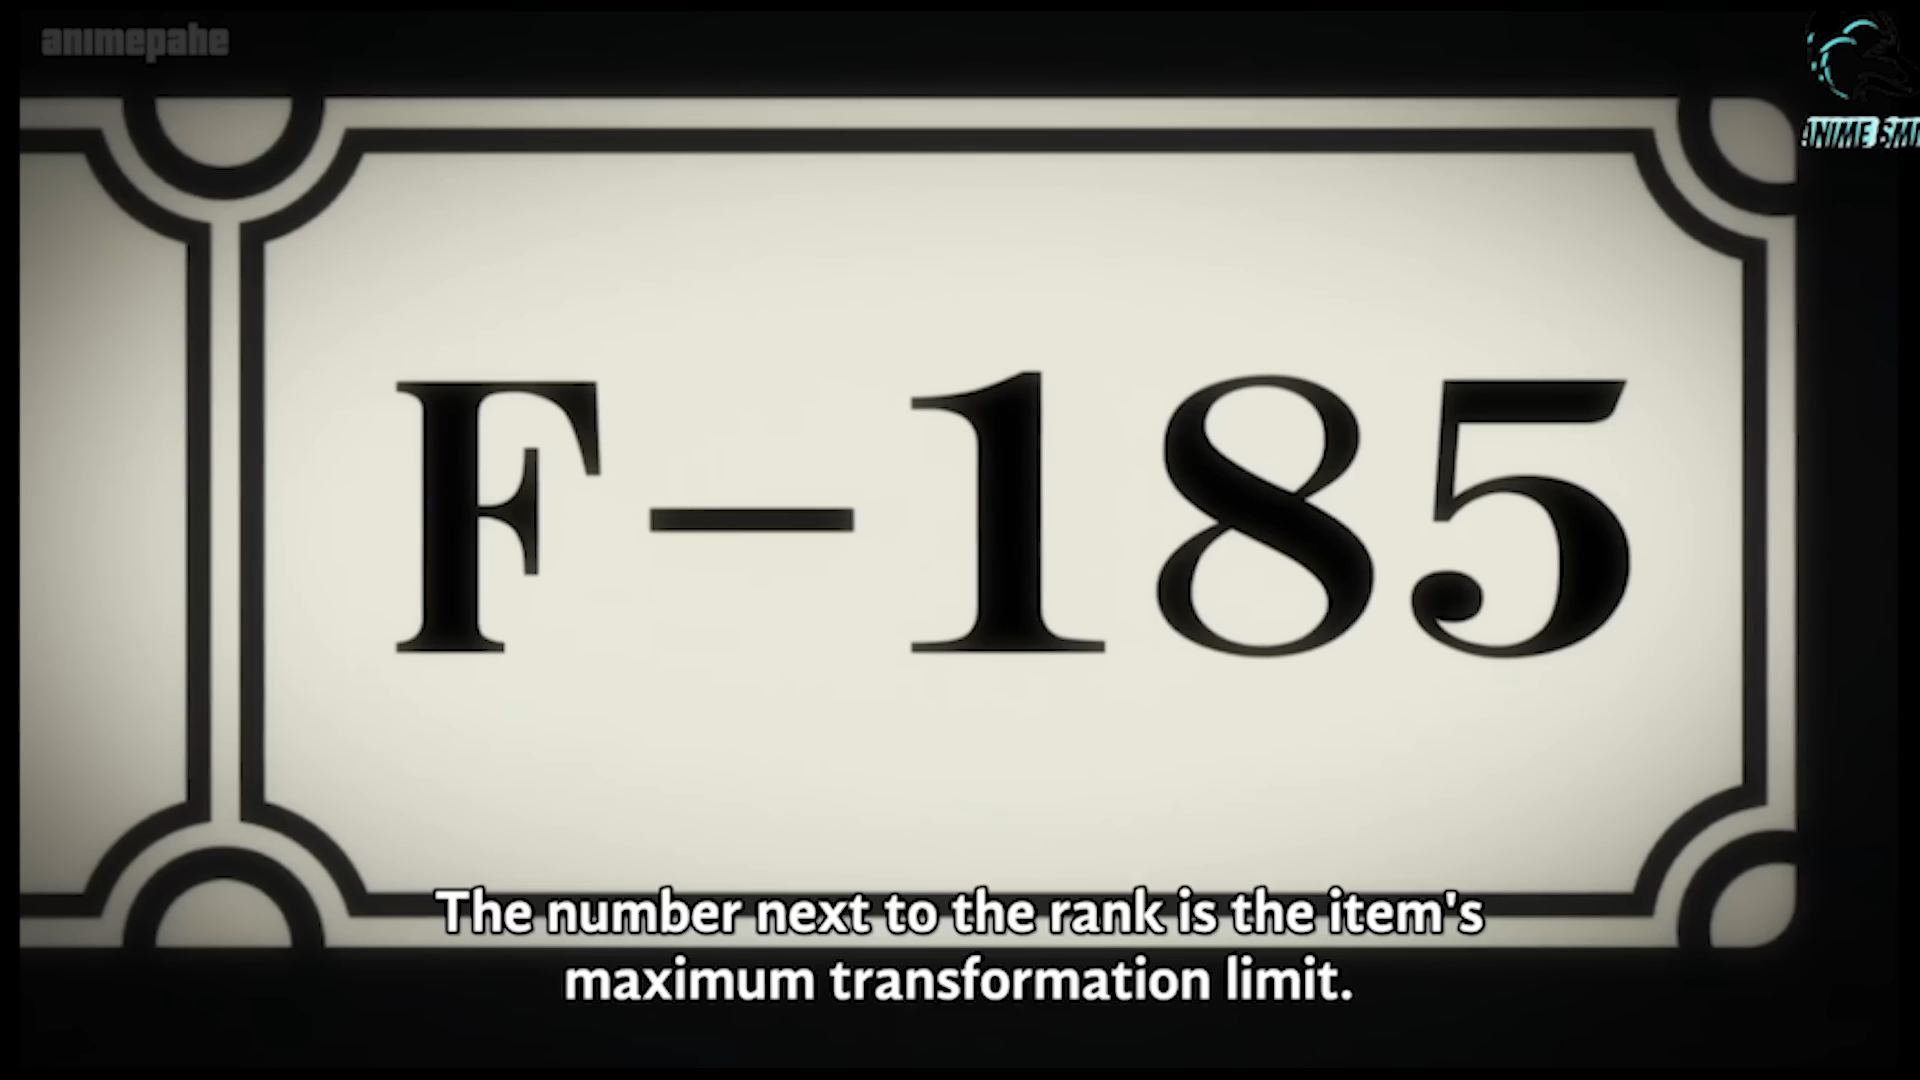 animepahe
ANIME
F-185
The number next to the rank is the item's
maximum transformation limit.